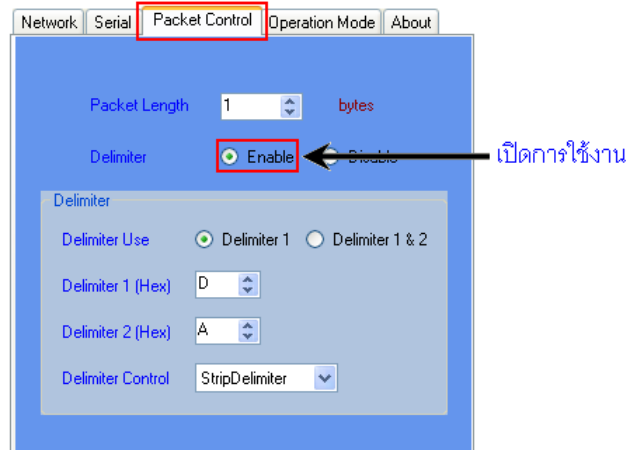 Network Serial Packet Control Operation Mode About
Packet Length 1 bytes
Delimiter Enable Disable เปิดการใช้งาน
Delimiter
Delimiter Use Delimiter 1 Delimiter 1 & 2
Delimiter 1 (Hex) D
Delimiter 2 (Hex) A
Delimiter Control StripDelimiter